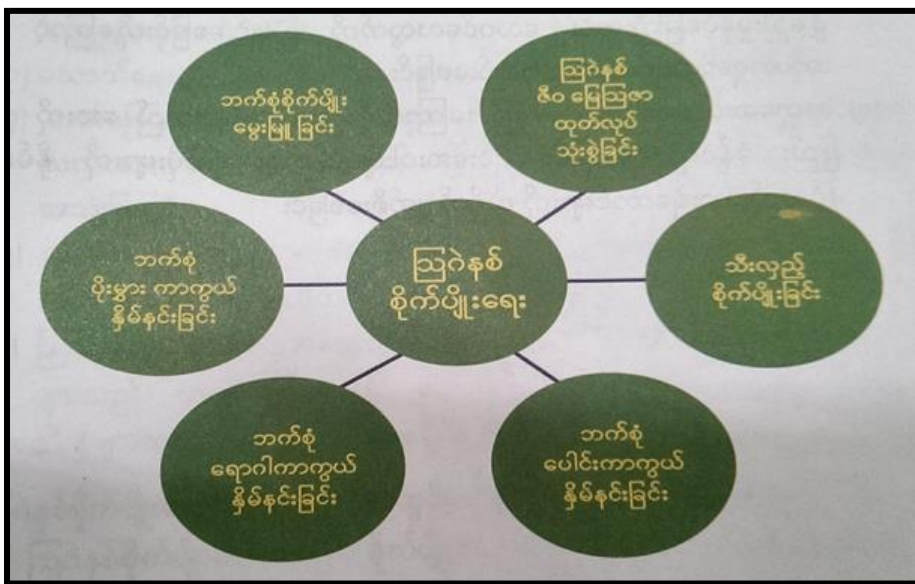 ဘက်စုံစိုက်ပျိုး
မွေးမြူခြင်း
ဩဂဲနစ်
ဇီဝ မြေဩဇာ
ထုတ်လုပ်
သုံးစွဲခြင်း
ဘက်စုံ
ပိုးမွှား ကာကွယ်
နှိမ်နင်းခြင်း
ဩဂဲနစ်
စိုက်ပျိုးရေး
သီးလှည့်
စိုက်ပျိုးခြင်း
ဘက်စုံ
ရောဂါကာကွယ်
နှိမ်နင်းခြင်း
ဘက်စုံ
ပေါင်းကာကွယ်
နှိမ်နင်းခြင်း